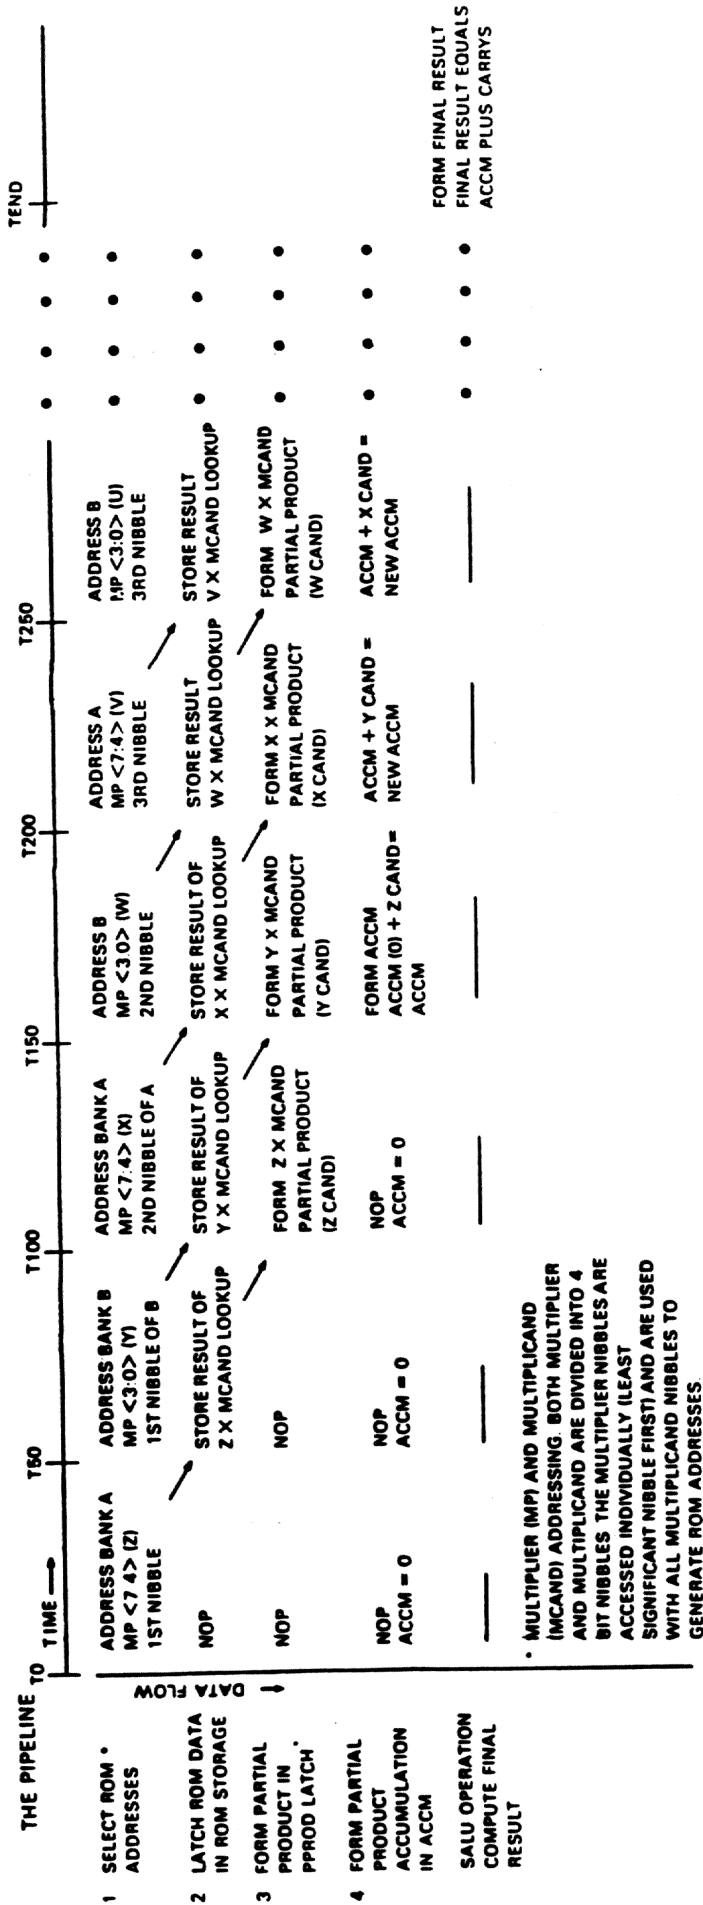 THE PIPELINE
T0
TIME
T50
T100
T150
T200
T250
TEND
DATA FLOW
1 SELECT ROM *
ADDRESSES
ADDRESS BANK A
MP <7 4> (Z)
1ST NIBBLE
ADDRESS BANK B
MP <3:0> (Y)
1ST NIBBLE OF B
ADDRESS BANK A
MP <7:4> (X)
2ND NIBBLE OF A
ADDRESS B
MP <3.0> (W)
2ND NIBBLE
ADDRESS A
MP <7:4> (V)
3RD NIBBLE
ADDRESS B
MP <3:0> (U)
3RD NIBBLE
2 LATCH ROM DATA
IN ROM STORAGE
NOP
STORE RESULT OF
Z X MCAND LOOKUP
STORE RESULT OF
Y X MCAND LOOKUP
STORE RESULT OF
X X MCAND LOOKUP
STORE RESULT
W X MCAND LOOKUP
STORE RESULT
V X MCAND LOOKUP
3 FORM PARTIAL
PRODUCT IN
PPROD LATCH *
NOP
NOP
FORM Z X MCAND
PARTIAL PRODUCT
(Z CAND)
FORM Y X MCAND
PARTIAL PRODUCT
(Y CAND)
FORM X X MCAND
PARTIAL PRODUCT
(X CAND)
FORM W X MCAND
PARTIAL PRODUCT
(W CAND)
4 FORM PARTIAL
PRODUCT
ACCUMULATION
IN ACCM
NOP
ACCM = 0
NOP
ACCM = 0
NOP
ACCM = 0
FORM ACCM
ACCM (0) + Z CAND =
ACCM
ACCM + Y CAND =
NEW ACCM
ACCM + X CAND =
NEW ACCM
SALU OPERATION
COMPUTE FINAL
RESULT
FORM FINAL RESULT
FINAL RESULT EQUALS
ACCM PLUS CARRYS
* MULTIPLIER (MP) AND MULTIPLICAND
(MCAND) ADDRESSING. BOTH MULTIPLIER
AND MULTIPLICAND ARE DIVIDED INTO 4
BIT NIBBLES THE MULTIPLIER NIBBLES ARE
ACCESSED INDIVIDUALLY (LEAST
SIGNIFICANT NIBBLE FIRST) AND ARE USED
WITH ALL MULTIPLICAND NIBBLES TO
GENERATE ROM ADDRESSES.